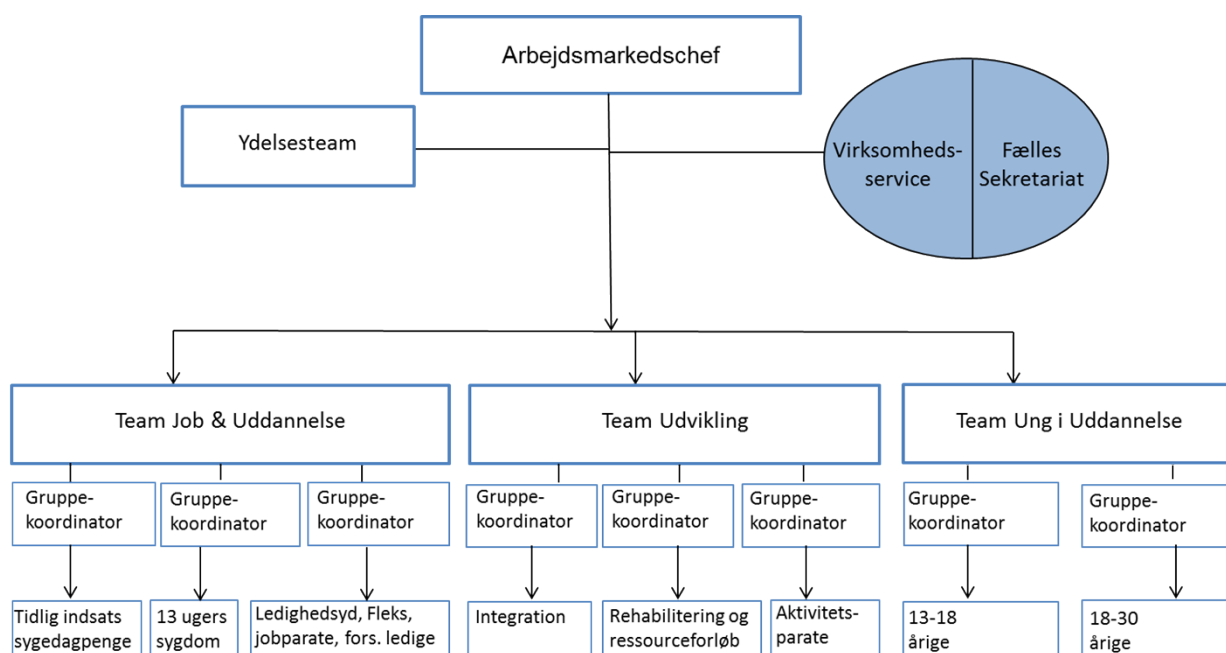 Arbejdsmarkedschef
Ydelsesteam
Virksomheds-
service
Fælles
Sekretariat
Team Job & Uddannelse
Team Udvikling
Team Ung i Uddannelse
Gruppe-
koordinator
Gruppe-
koordinator
Gruppe-
koordinator
Gruppe-
koordinator
Gruppe-
koordinator
Gruppe-
koordinator
Gruppe-
koordinator
Gruppe-
koordinator
Tidlig indsats
sygedagpenge
13 ugers
sygdom
Ledighedsyd, Fleks,
jobparate, fors. ledige
Integration
Rehabilitering og
ressourceforløb
Aktivitets-
parate
13-18
årige
18-30
årige